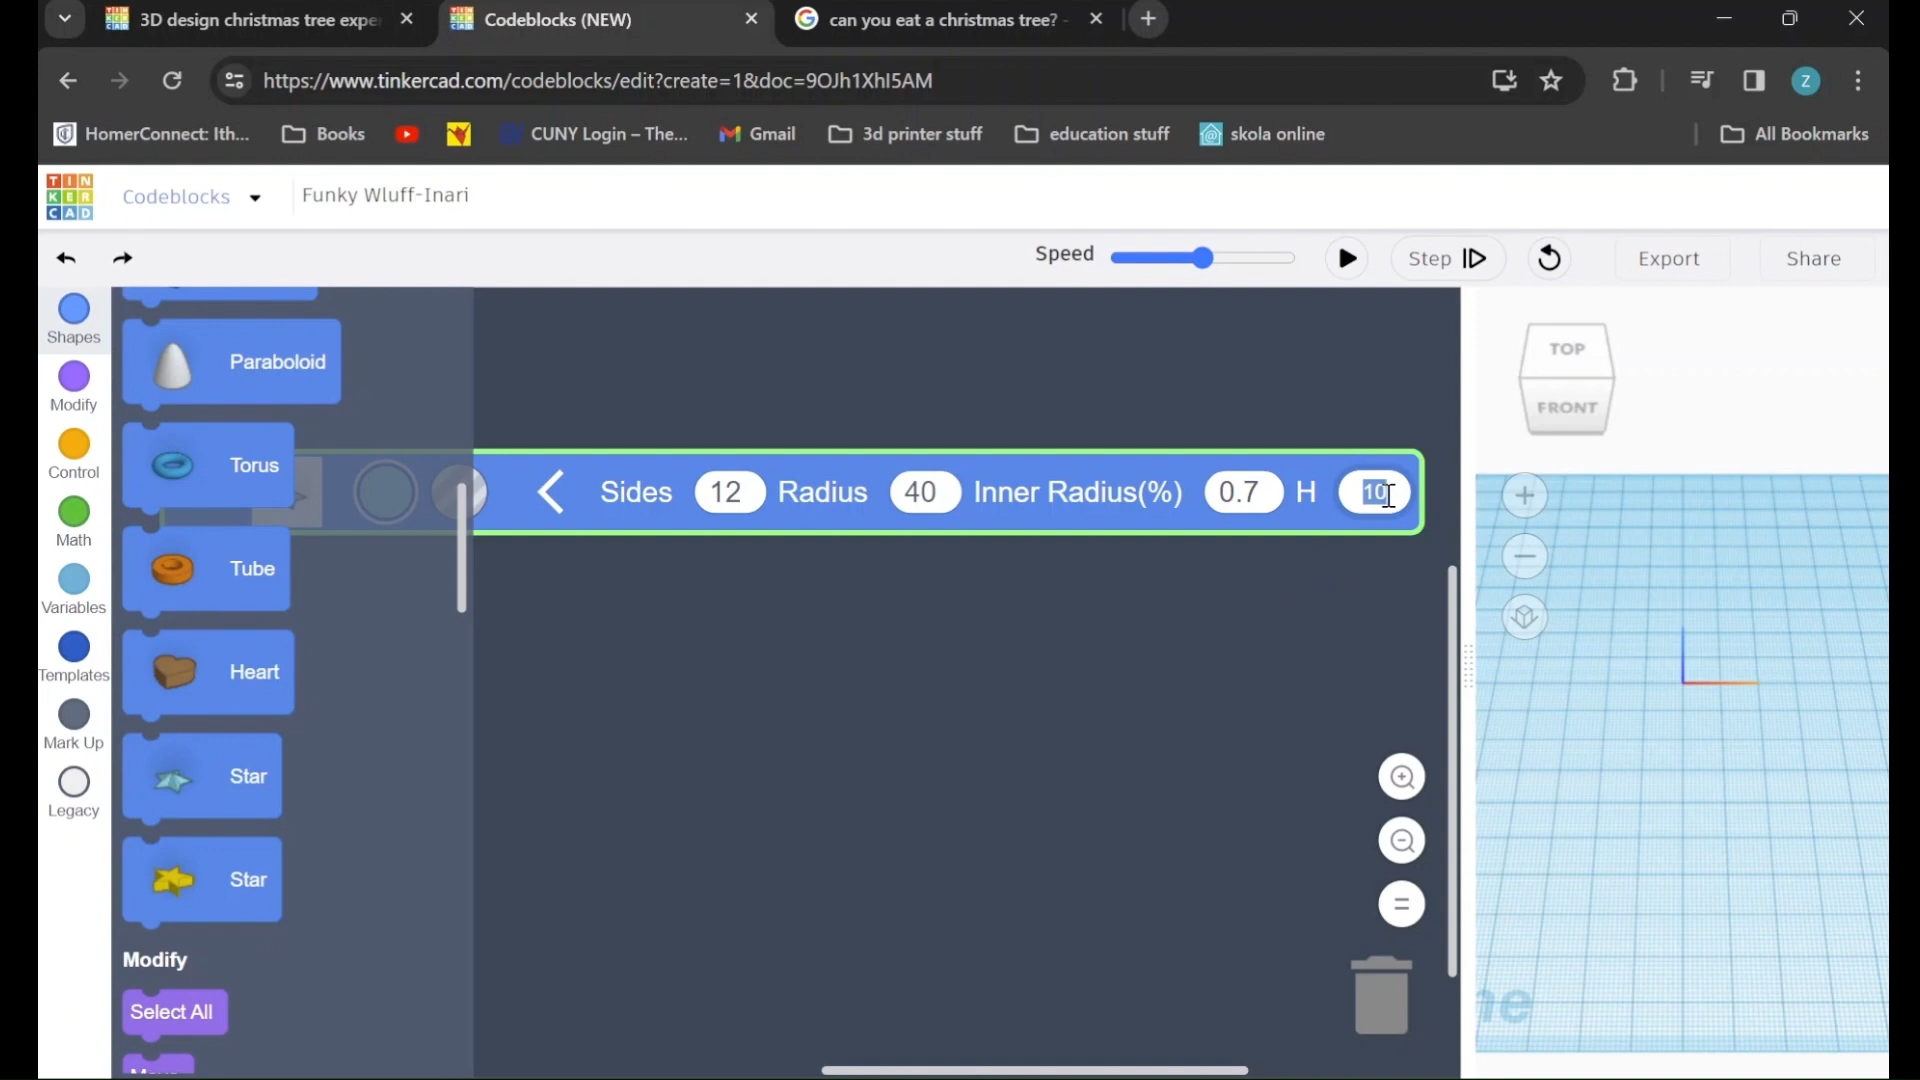 3D design christmas tree expe
Codeblocks (NEW)
can you eat a christmas tree? -
https://www.tinkercad.com/codeblocks/edit?create=1&doc=9OJh1XhI5AM
Z
HomerConnect: Ith...
Books
CUNY Login – The...
Gmail
3d printer stuff
education stuff
skola online
All Bookmarks
TIN
KER
CAD
Codeblocks
Funky Wluff-Inari
Speed
Step
Export
Share
Shapes
Modify
Control
Math
Variables
Templates
Mark Up
Legacy
Paraboloid
Torus
Tube
Heart
Star
Star
Modify
Select All
Sides 12 Radius 40 Inner Radius(%) 0.7 H 10
TOP
FRONT
ne